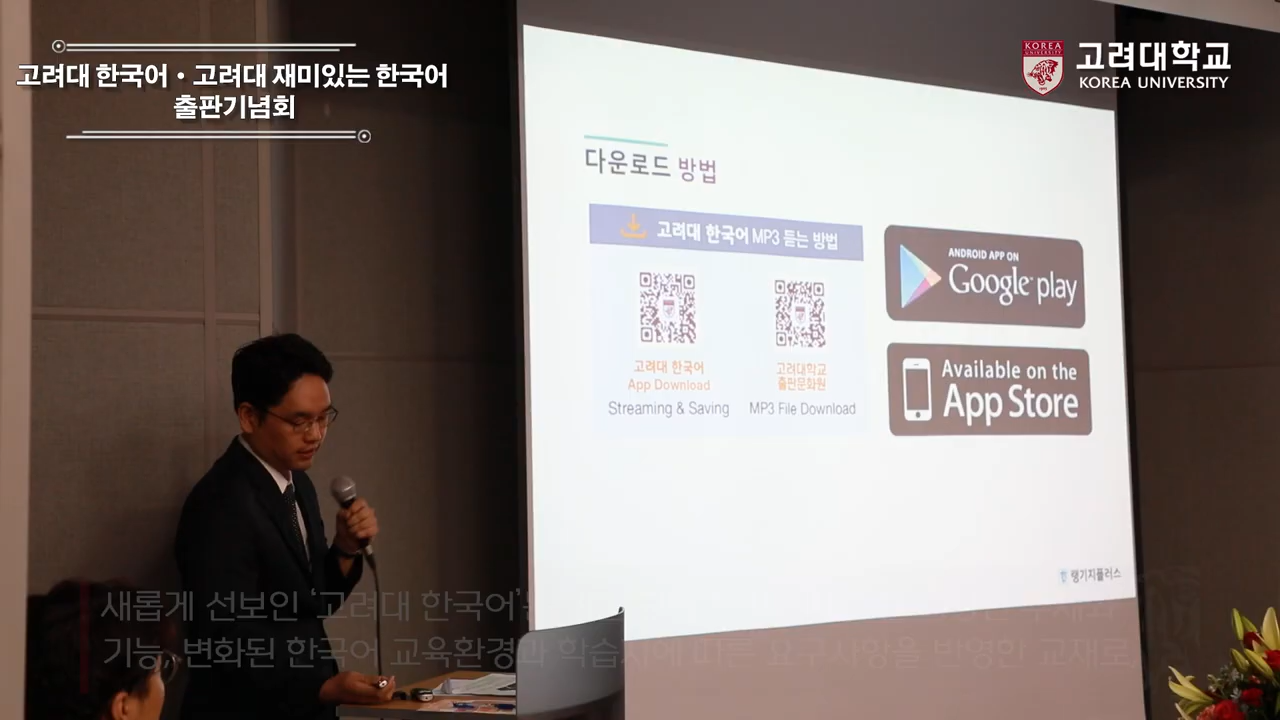 고려대 한국어 • 고려대 재미있는 한국어
출판기념회
KOREA
UNIVERSITY
고려대학교
KOREA UNIVERSITY
다운로드 방법
고려대 한국어 MP3 듣는 방법
고려대 한국어
App Download
Streaming & Saving
고려대학교
출판문화원
MP3 File Download
ANDROID APP ON
Google play
Available on the
App Store
랭기지플러스
새롭게 선보인 ‘고려대 한국어’
기능, 변화된 한국어 교육환경과 학습자에 따른 요구사항을 반영한 교재로,